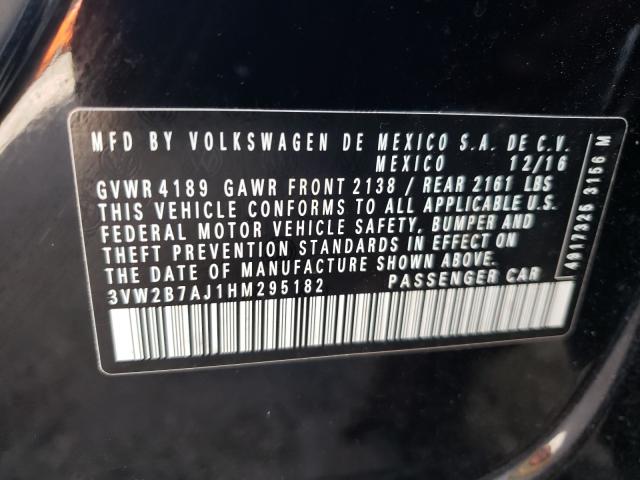 MFD BY VOLKSWAGEN DE MEXICO S.A. DE C.V.
MEXICO 12/16
GVWR 4189 GAWR FRONT 2138 / REAR 2161 LBS
THIS VEHICLE CONFORMS TO ALL APPLICABLE U.S.
FEDERAL MOTOR VEHICLE SAFETY, BUMPER AND
THEFT PREVENTION STANDARDS IN EFFECT ON
THE DATE OF MANUFACTURE SHOWN ABOVE.
3VW2B7AJ1HM295182 PASSENGER CAR
4917325 3156 M